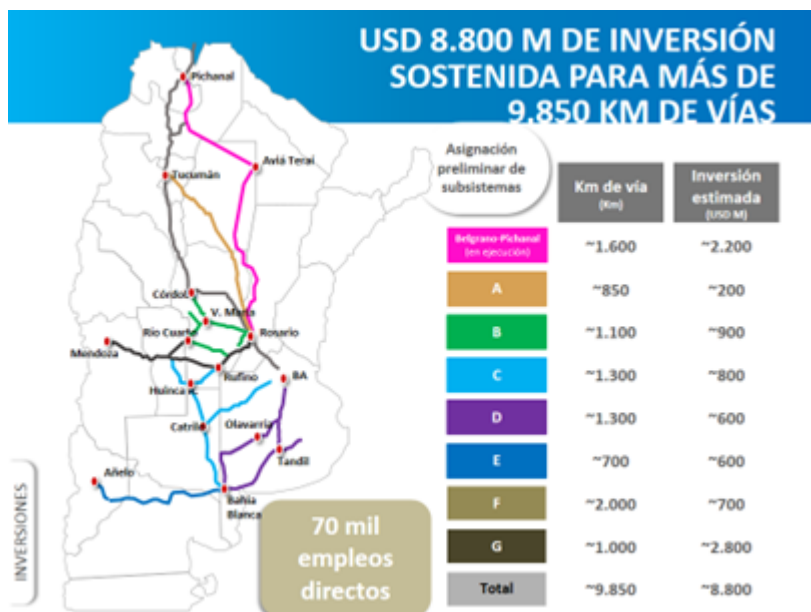 USD 8.800 M DE INVERSIÓN
SOSTENIDA PARA MÁS DE
9.850 KM DE VÍAS
Asignación
preliminar de
subsistemas
Km de vía
(Km)
Inversión
estimada
(USD M)
Belgrano-Pichanal
(en ejecución)
~1.600
~2.200
A
~850
~200
B
~1.100
~900
C
~1.300
~800
D
~1.300
~600
E
~700
~600
F
~2.000
~700
G
~1.000
~2.800
Total
~9.850
~8.800
Pichanal
Aviá Terai
Tucumán
Córdoba
V. María
Río Cuarto
Rosario
Mendoza
Rufino
Huinca R.
BA
Catriló
Olavarria
Tandil
Añelo
Bahía
Blanca
70 mil
empleos
directos
INVERSIONES